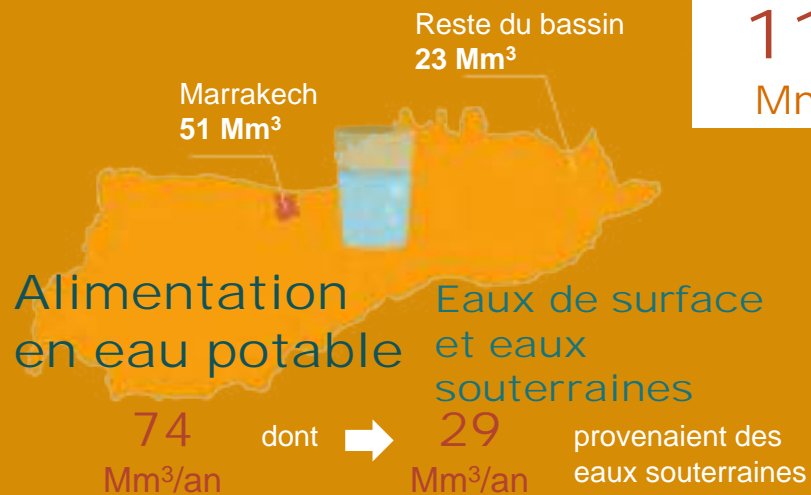 Reste du bassin
23 Mm³
Marrakech
51 Mm³
Alimentation
en eau potable
Eaux de surface
et eaux
souterraines
74
Mm³/an
dont
29
Mm³/an
provenaient des
eaux souterraines